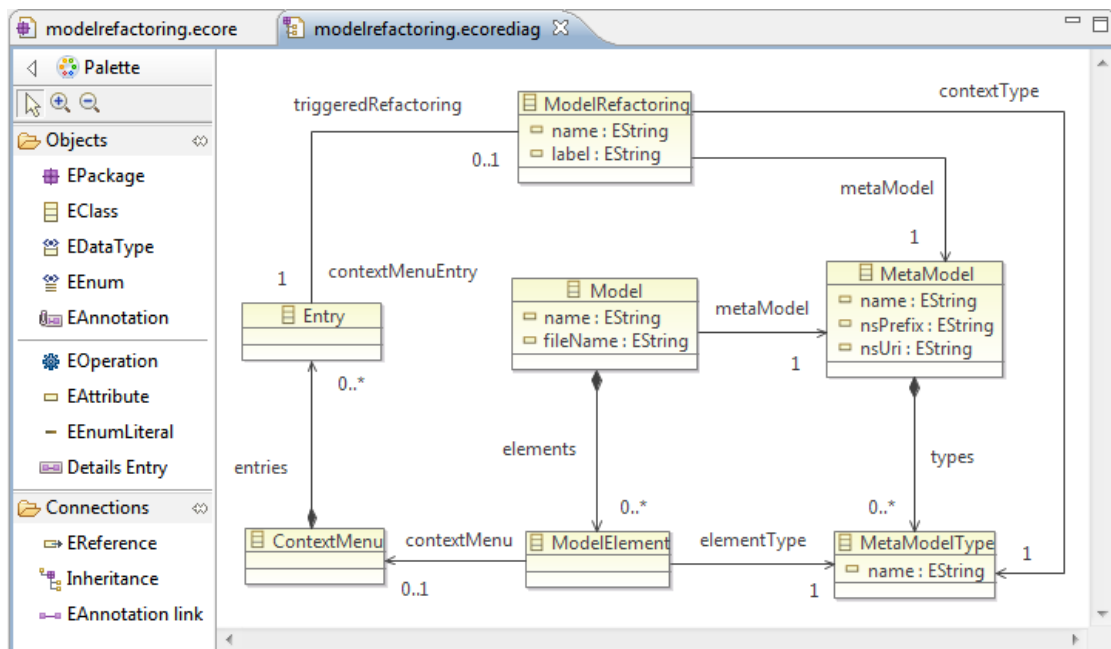 modelrefactoring.ecore
modelrefactoring.ecorediag
Palette
Objects
EPackage
EClass
EDataType
EEnum
EAnnotation
EOperation
EAttribute
EEnumLiteral
Details Entry
Connections
EReference
Inheritance
EAnnotation link
triggeredRefactoring
0..1
ModelRefactoring
name : EString
label : EString
contextType
metaModel
1
1
contextMenuEntry
Entry
0..*
Model
name : EString
fileName : EString
metaModel
1
MetaModel
name : EString
nsPrefix : EString
nsUri : EString
entries
elements
types
0..*
0..*
ContextMenu
contextMenu
0..1
ModelElement
elementType
1
MetaModelType
name : EString
1